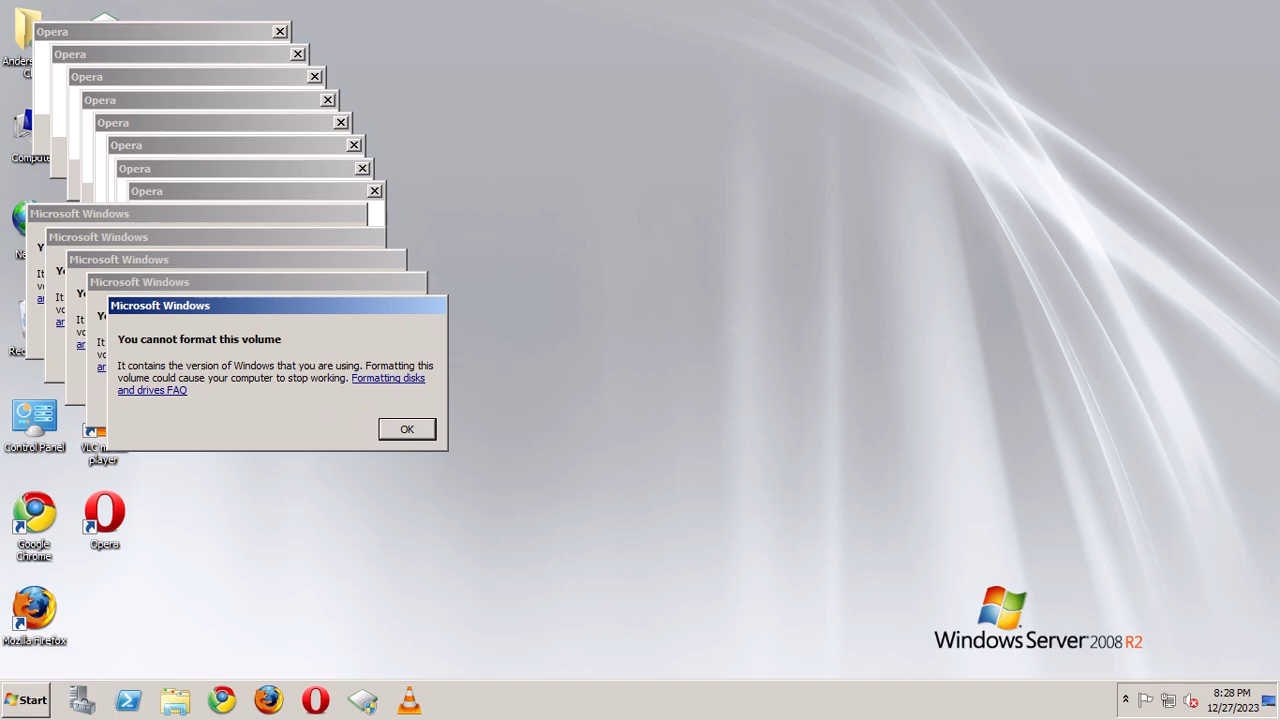 Opera
Opera
Opera
Opera
Opera
Opera
Opera
Opera
Microsoft Windows
Microsoft Windows
Microsoft Windows
Microsoft Windows
Microsoft Windows
You cannot format this volume
It contains the version of Windows that you are using. Formatting this
volume could cause your computer to stop working. Formatting disks
and drives FAQ
OK
Control Panel
player
Google
Chrome
Opera
Mozilla Firefox
Windows Server 2008 R2
Start
8:28 PM
12/27/2023